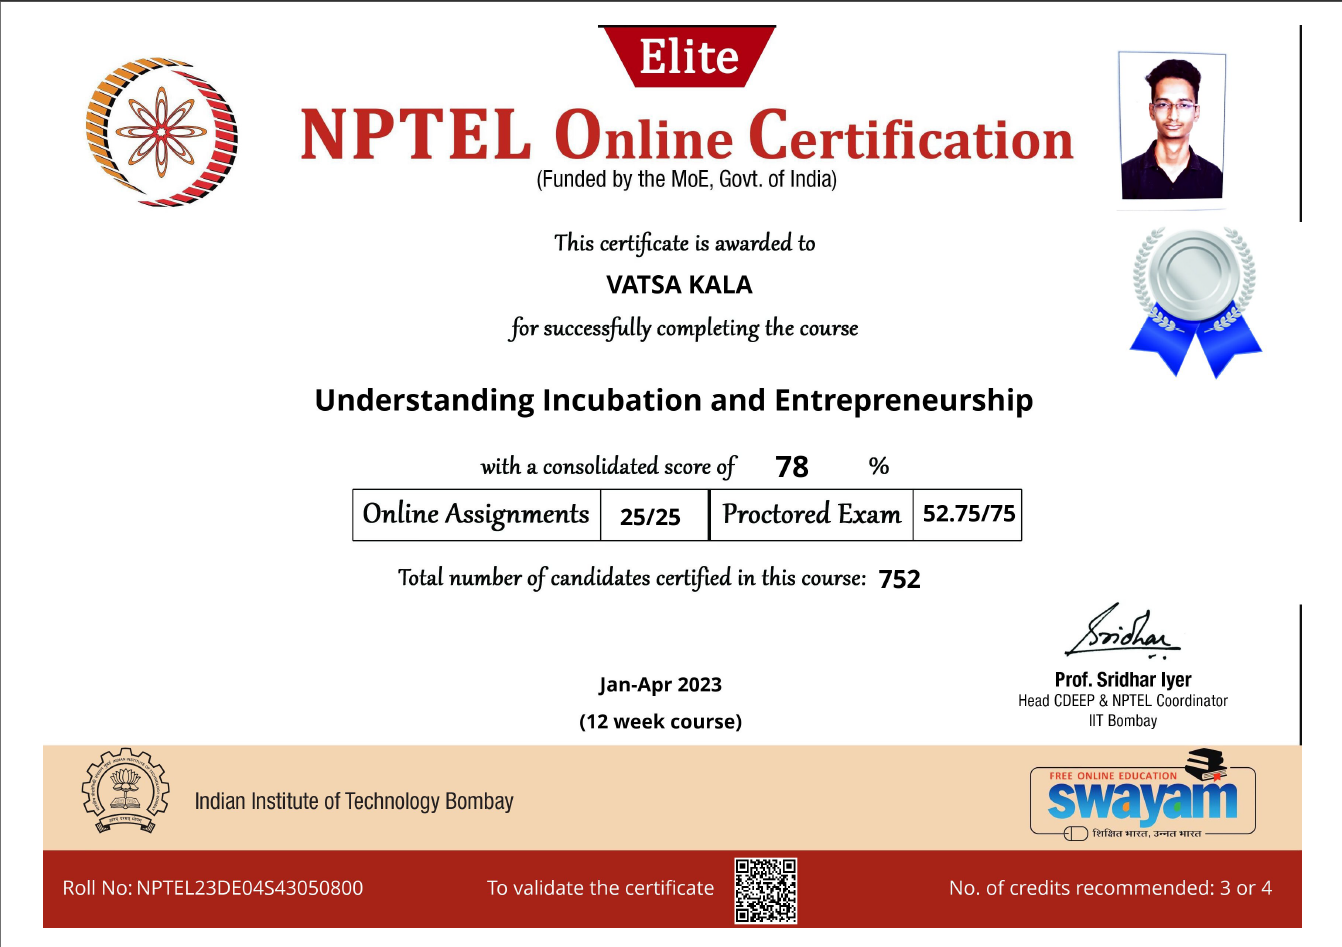 Elite
NPTEL Online Certification
(Funded by the MoE, Govt. of India)
This certificate is awarded to
VATSA KALA
for successfully completing the course
Understanding Incubation and Entrepreneurship
with a consolidated score of 78 %
Online Assignments 25/25 Proctored Exam 52.75/75
Total number of candidates certified in this course: 752
Sridhar
Prof. Sridhar Iyer
Head CDEEP & NPTEL Coordinator
IIT Bombay
Jan-Apr 2023
(12 week course)
Indian Institute of Technology Bombay
FREE ONLINE EDUCATION
swayam
शिक्षित भारत, उन्नत भारत
Roll No: NPTEL23DE04S43050800
To validate the certificate
No. of credits recommended: 3 or 4